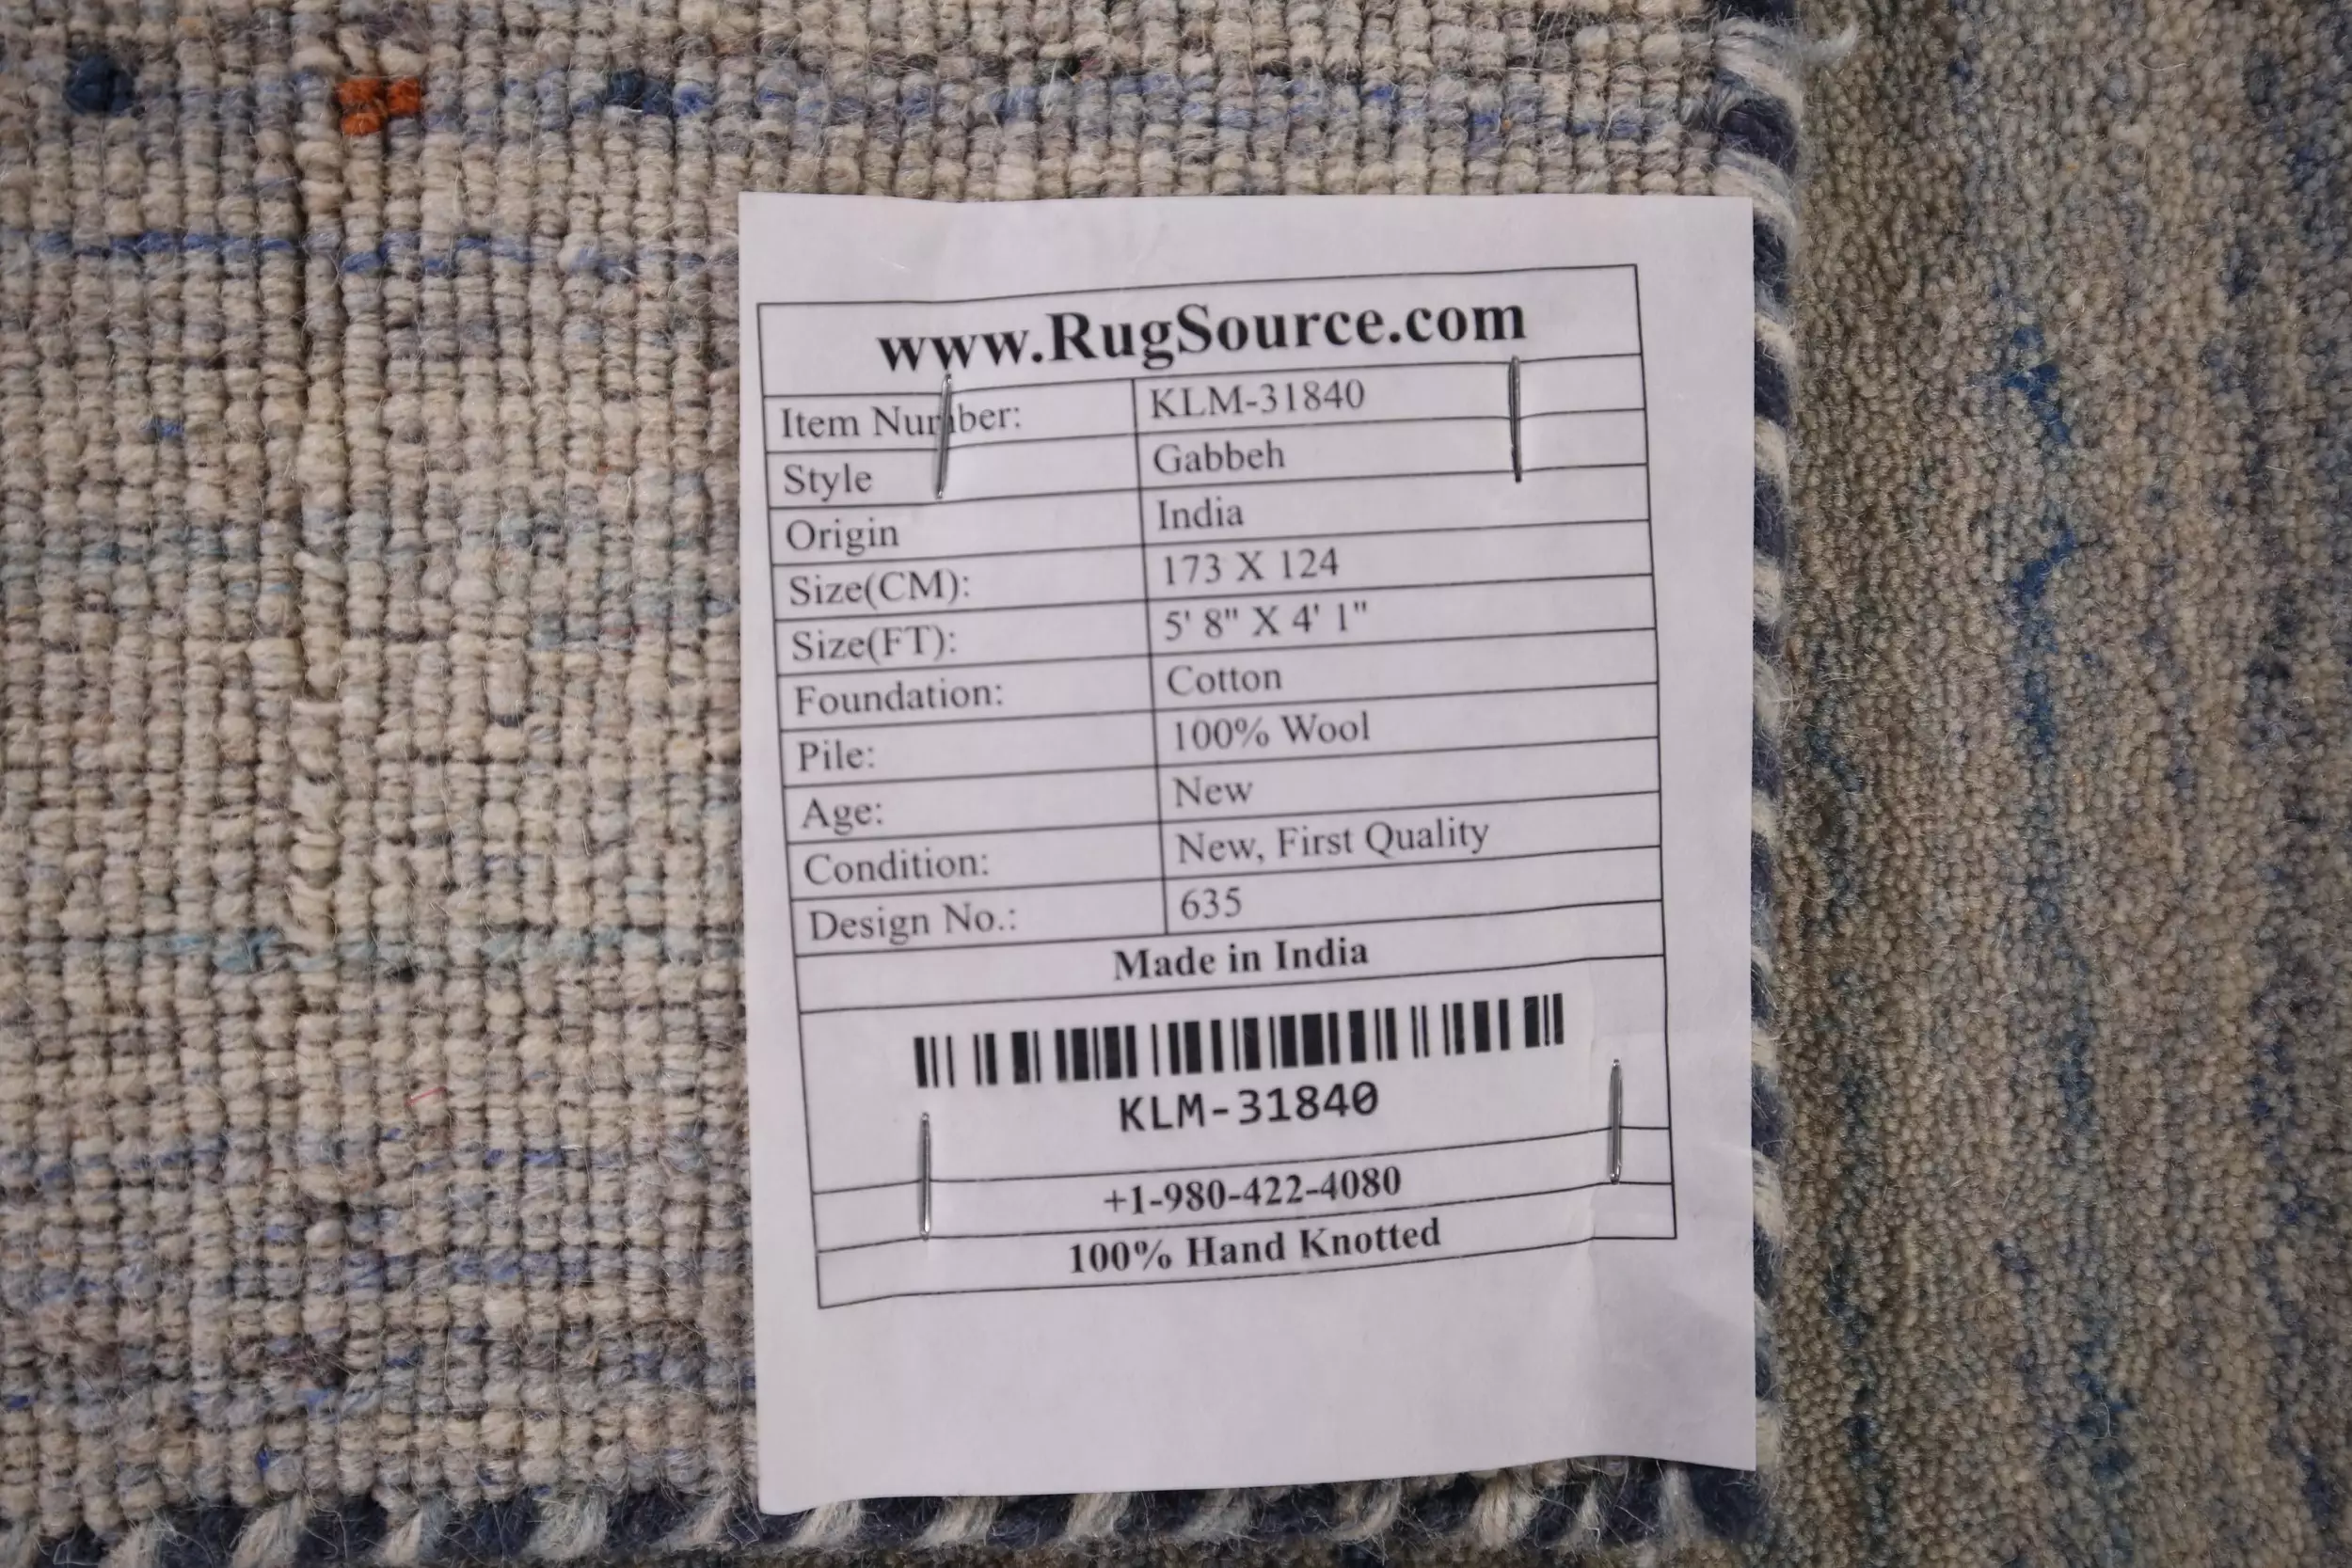 www.RugSource.com
Item Number: KLM-31840
Style Gabbeh
Origin India
Size(CM): 173 X 124
Size(FT): 5' 8" X 4' 1"
Foundation: Cotton
Pile: 100% Wool
Age: New
Condition: New, First Quality
Design No.: 635
Made in India
KLM-31840
+1-980-422-4080
100% Hand Knotted